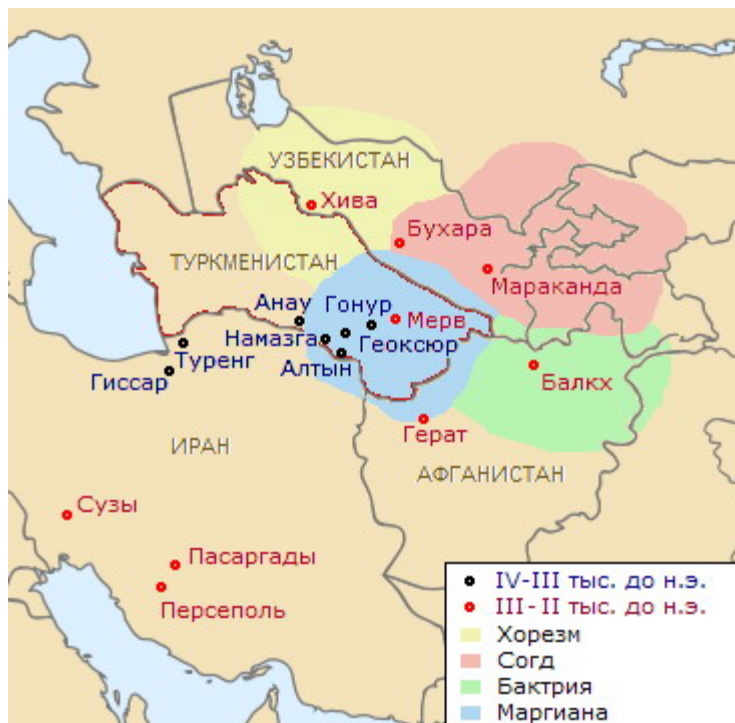 УЗБЕКИСТАН
Хива
Бухара
ТУРКМЕНИСТАН
Мараканда
Анау
Гонур
Мерв
Намазга
Геоксюр
Туренг
Алтын
Гиссар
Балкх
Герат
ИРАН
АФГАНИСТАН
Сузы
Пасаргады
Персеполь
IV-III тыс. до н.э.
III-II тыс. до н.э.
Хорезм
Согд
Бактрия
Маргиана